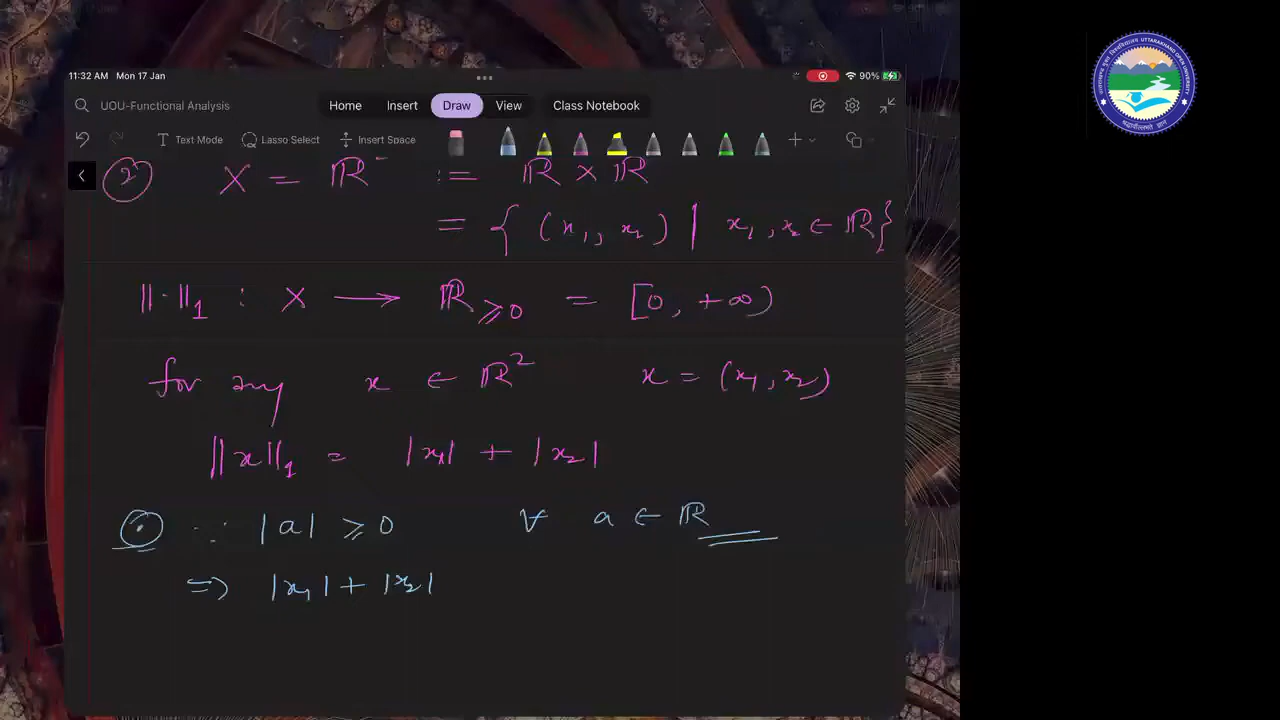 11:32 AM Mon 17 Jan
90%
UOU-Functional Analysis
Home Insert Draw View Class Notebook
Text Mode Lasso Select Insert Space
② X = ℝ² := ℝ × ℝ
= { (x₁, x₂) | x₁, x₂ ∈ ℝ}
||·||₁ : X ⟶ ℝ≥0 = [0, +∞)
for any x ∈ ℝ² x = (x₁, x₂)
||x||₁ = |x₁| + |x₂|
∵ |a| ≥ 0 ∀ a ∈ ℝ
⇒ |x₁| + |x₂|